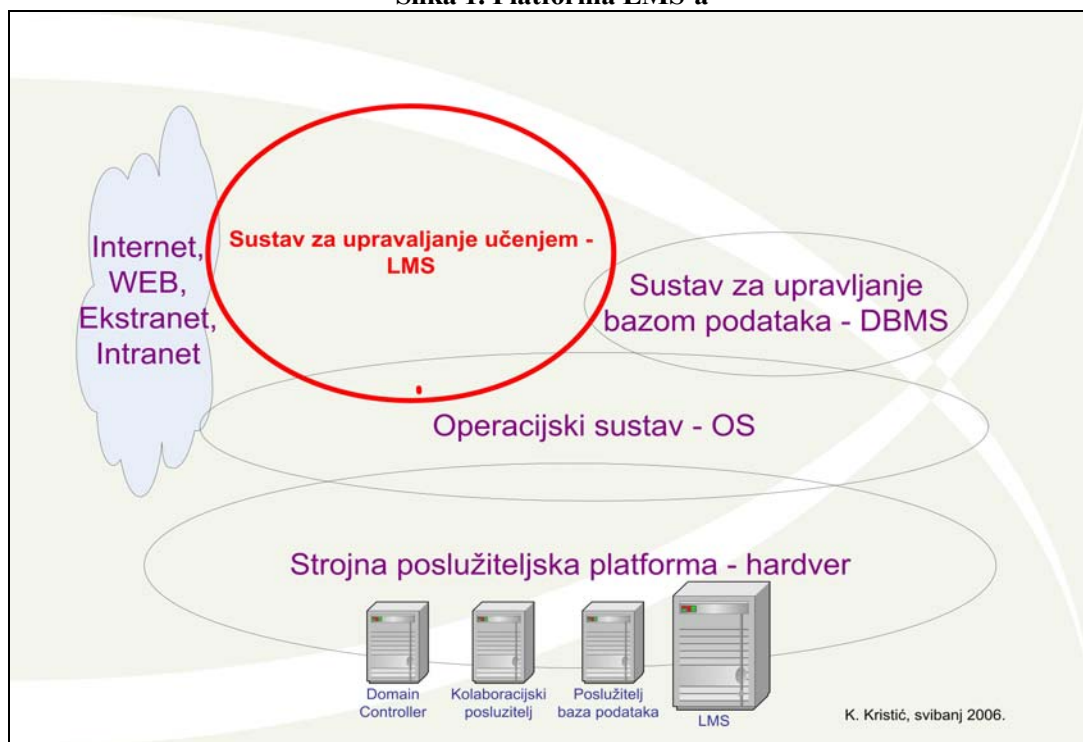 Slika 1. Platforma LMS-a
Internet,
WEB,
Ekstranet,
Intranet
Sustav za upravaljanje učenjem -
LMS
Sustav za upravljanje
bazom podataka - DBMS
Operacijski sustav - OS
Strojna poslužiteljska platforma - hardver
Domain
Controller
Kolaboracijski
posluzitelj
Poslužitelj
baza podataka
LMS
K. Kristić, svibanj 2006.